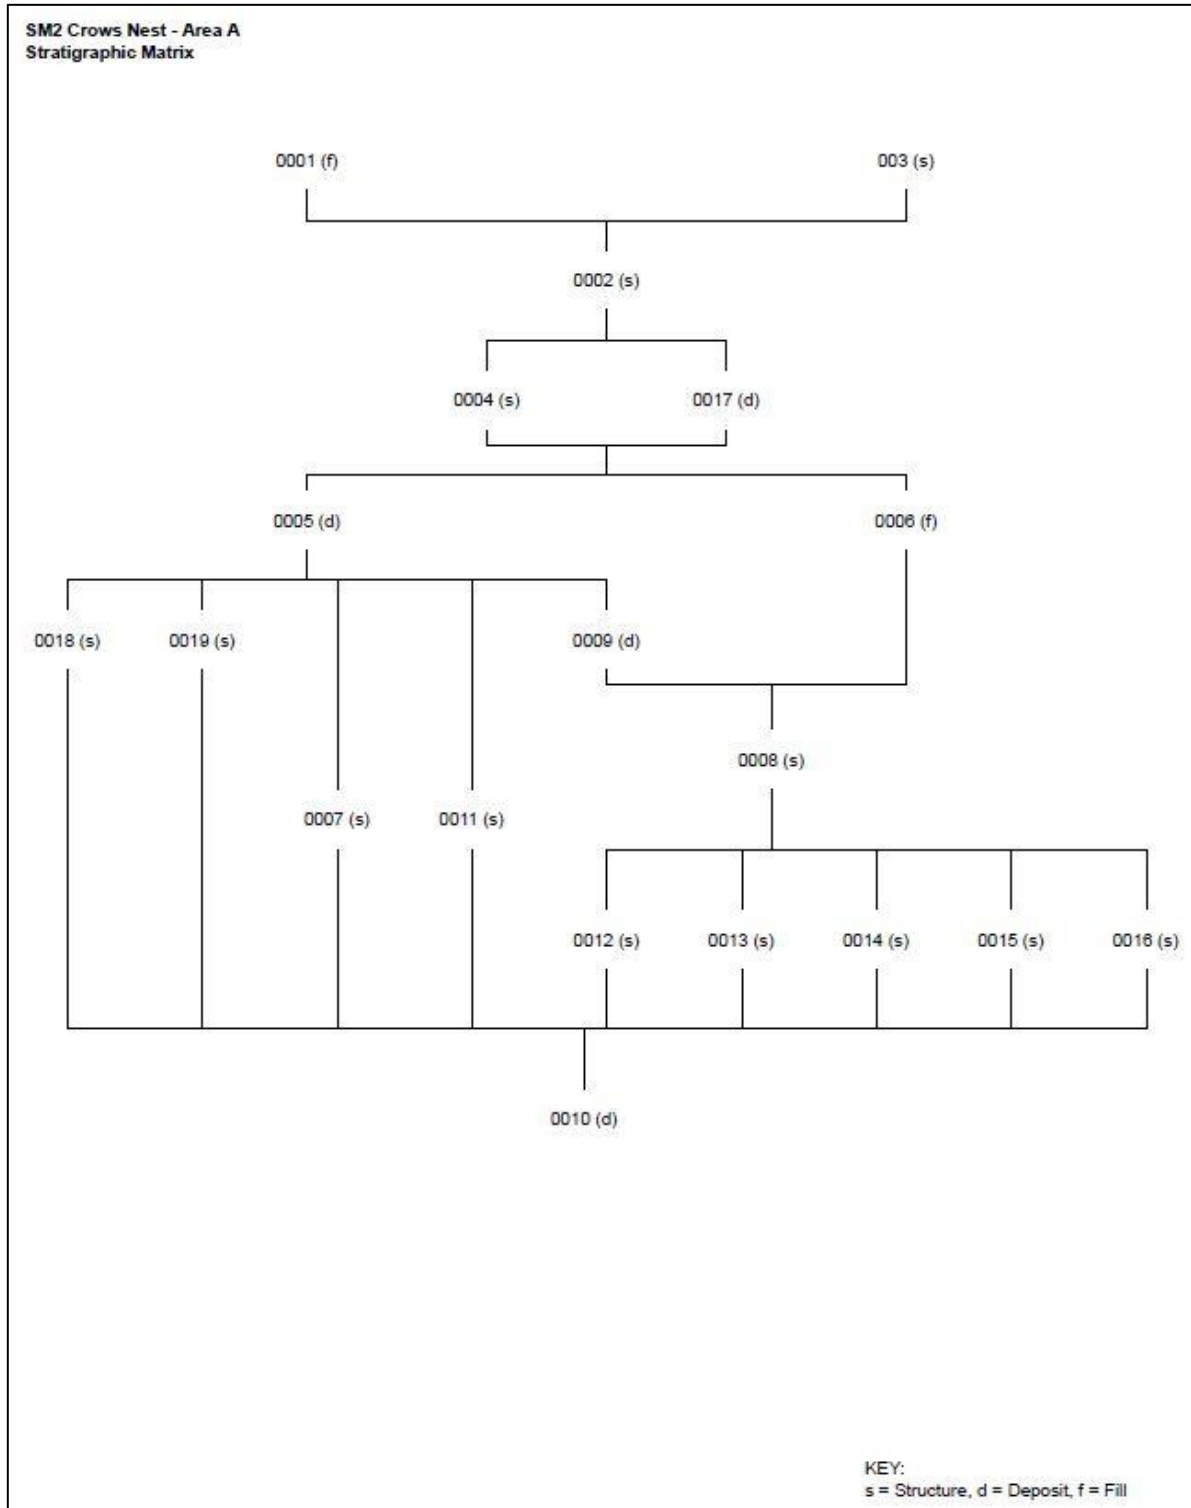 SM2 Crows Nest - Area A
Stratigraphic Matrix
0001 (f) 003 (s)
0002 (s)
0004 (s) 0017 (d)
0005 (d) 0006 (f)
0018 (s) 0019 (s) 0009 (d)
0008 (s)
0007 (s) 0011 (s)
0012 (s) 0013 (s) 0014 (s) 0015 (s) 0016 (s)
0010 (d)
KEY:
s = Structure, d = Deposit, f = Fill